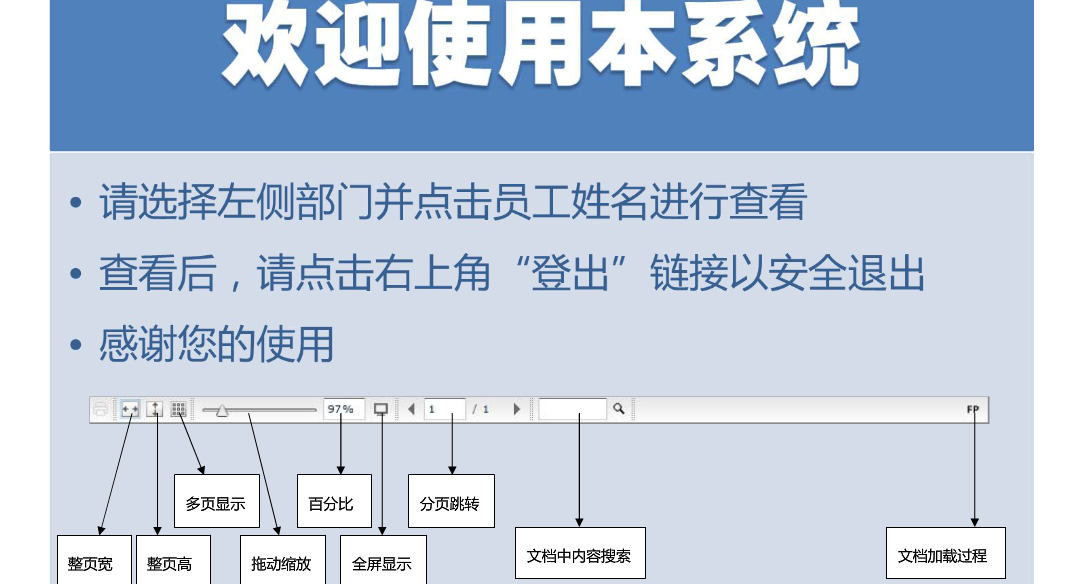 欢迎使用本系统
• 请选择左侧部门并点击员工姓名进行查看
• 查看后，请点击右上角“登出”链接以安全退出
• 感谢您的使用
97% 1 / 1 FP
多页显示 百分比 分页跳转
文档中内容搜索 文档加载过程
整页宽 整页高 拖动缩放 全屏显示